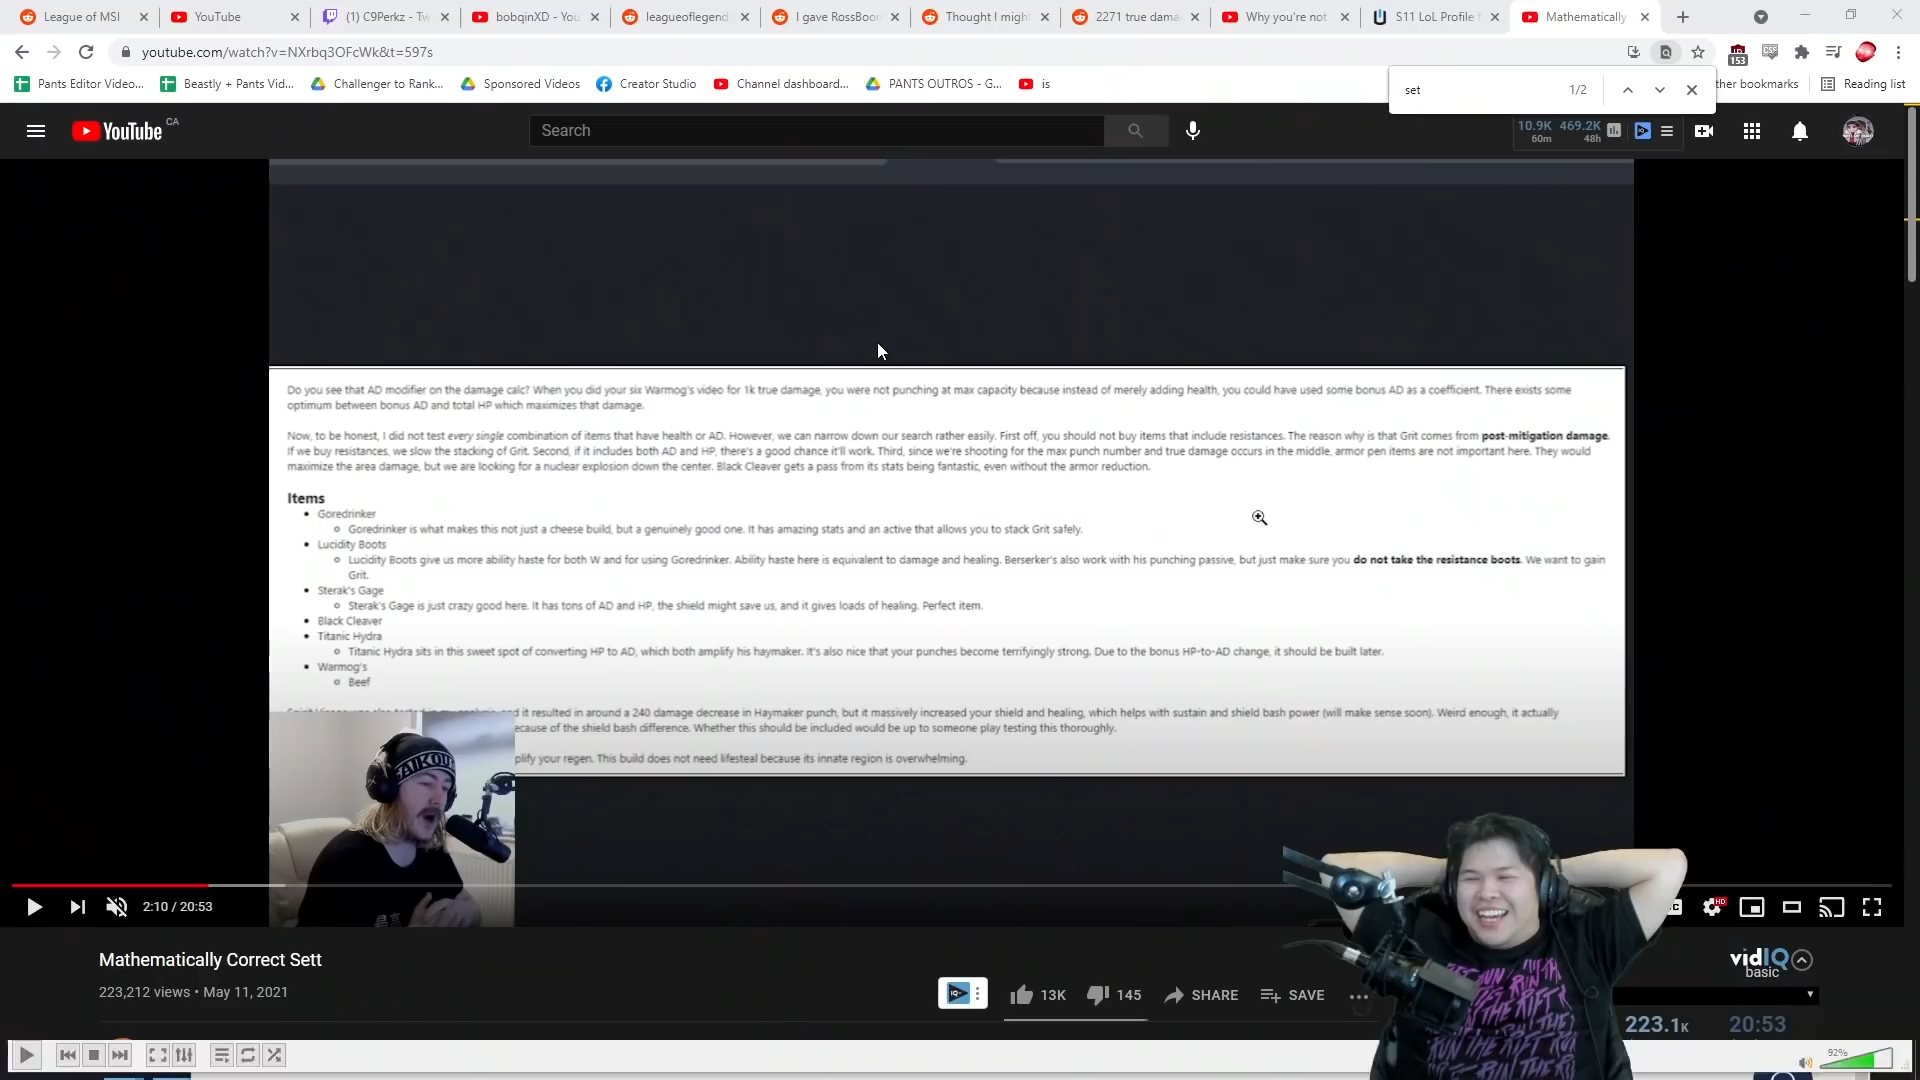 League of MSI
YouTube
(1) C9Perkz - Tw
bobqinXD - You
leagueoflegend
I gave RossBoo
Thought I migh
2271 true dama
Why you're not
S11 LoL Profile
Mathematically
youtube.com/watch?v=NXrbq3OFcWk&t=597s
153
Pants Editor Video...
Beastly + Pants Vid...
Challenger to Rank...
Sponsored Videos
Creator Studio
Channel dashboard...
PANTS OUTROS - G...
is
set
1/2
ther bookmarks
Reading list
YouTube CA
Search
10.9K 469.2K
60m 48h
Do you see that AD modifier on the damage calc? When you did your six Warmog's video for 1k true damage, you were not punching at max capacity because instead of merely adding health, you could have used some bonus AD as a coefficient. There exists some
optimum between bonus AD and total HP which maximizes that damage.
Now, to be honest, I did not test every single combination of items that have health or AD. However, we can narrow down our search rather easily. First off, you should not buy items that include resistances. The reason why is that Grit comes from post-mitigation damage.
If we buy resistances, we slow the stacking of Grit. Second, if it includes both AD and HP, there's a good chance it'll work. Third, since we're shooting for the max punch number and true damage occurs in the middle, armor pen items are not important here. They would
maximize the area damage, but we are looking for a nuclear explosion down the center. Black Cleaver gets a pass from its stats being fantastic, even without the armor reduction.
Items
Goredrinker
Goredrinker is what makes this not just a cheese build, but a genuinely good one. It has amazing stats and an active that allows you to stack Grit safely.
Lucidity Boots
Lucidity Boots give us more ability haste for both W and for using Goredrinker. Ability haste here is equivalent to damage and healing. Berserker's also work with his punching passive, but just make sure you do not take the resistance boots. We want to gain
Grit.
Sterak's Gage
Sterak's Gage is just crazy good here. It has tons of AD and HP, the shield might save us, and it gives loads of healing. Perfect item.
Black Cleaver
Titanic Hydra
Titanic Hydra sits in this sweet spot of converting HP to AD, which both amplify his haymaker. It's also nice that your punches become terrifyingly strong. Due to the bonus HP-to-AD change, it should be built later.
Warmog's
Beef
it resulted in around a 240 damage decrease in Haymaker punch, but it massively increased your shield and healing, which helps with sustain and shield bash power (will make sense soon). Weird enough, it actually
ecause of the shield bash difference. Whether this should be included would be up to someone play testing this thoroughly.
plify your regen. This build does not need lifesteal because its innate region is overwhelming.
2:10 / 20:53
HD
Mathematically Correct Sett
223,212 views • May 11, 2021
13K
145
SHARE
SAVE
vidIQ
basic
223.1K
20:53
RUN THE RIFT
92%